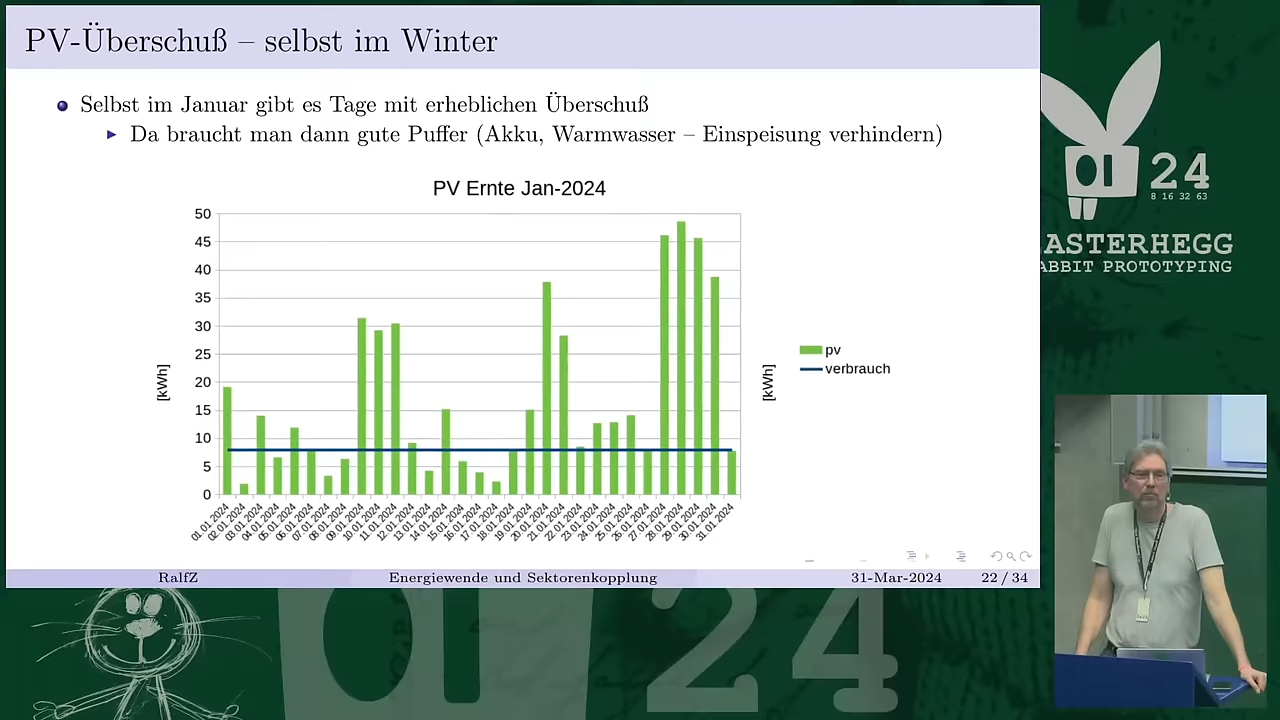 PV-Überschuß – selbst im Winter
Selbst im Januar gibt es Tage mit erheblichen Überschuß
Da braucht man dann gute Puffer (Akku, Warmwasser – Einspeisung verhindern)
PV Ernte Jan-2024
[kWh]
50
45
40
35
30
25
20
15
10
5
0
01.01.2024
02.01.2024
03.01.2024
04.01.2024
05.01.2024
06.01.2024
07.01.2024
08.01.2024
09.01.2024
10.01.2024
11.01.2024
12.01.2024
13.01.2024
14.01.2024
15.01.2024
16.01.2024
17.01.2024
18.01.2024
19.01.2024
20.01.2024
21.01.2024
22.01.2024
23.01.2024
24.01.2024
25.01.2024
26.01.2024
27.01.2024
28.01.2024
29.01.2024
30.01.2024
31.01.2024
[kWh]
pv
verbrauch
RalfZ
Energiewende und Sektorenkopplung
31-Mar-2024
22 / 34
24
8 16 32 63
ASTERHEGG
ABBIT PROTOTYPING
24